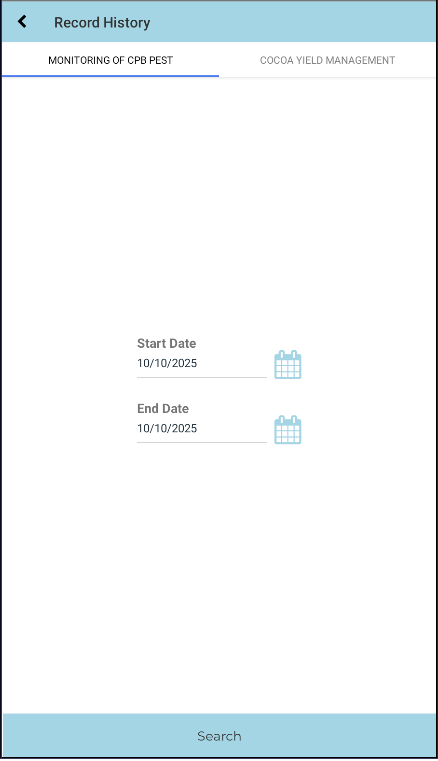 Record History
MONITORING OF CPB PEST
COCOA YIELD MANAGEMENT
Start Date
10/10/2025
End Date
10/10/2025
Search